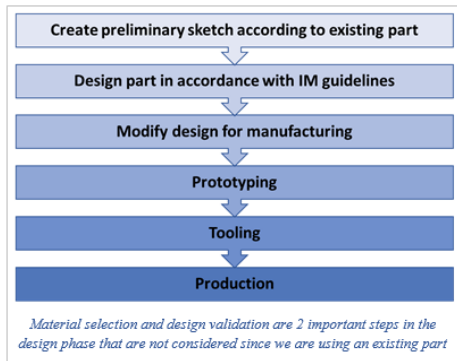 Create preliminary sketch according to existing part
Design part in accordance with IM guidelines
Modify design for manufacturing
Prototyping
Tooling
Production
Material selection and design validation are 2 important steps in the
design phase that are not considered since we are using an existing part